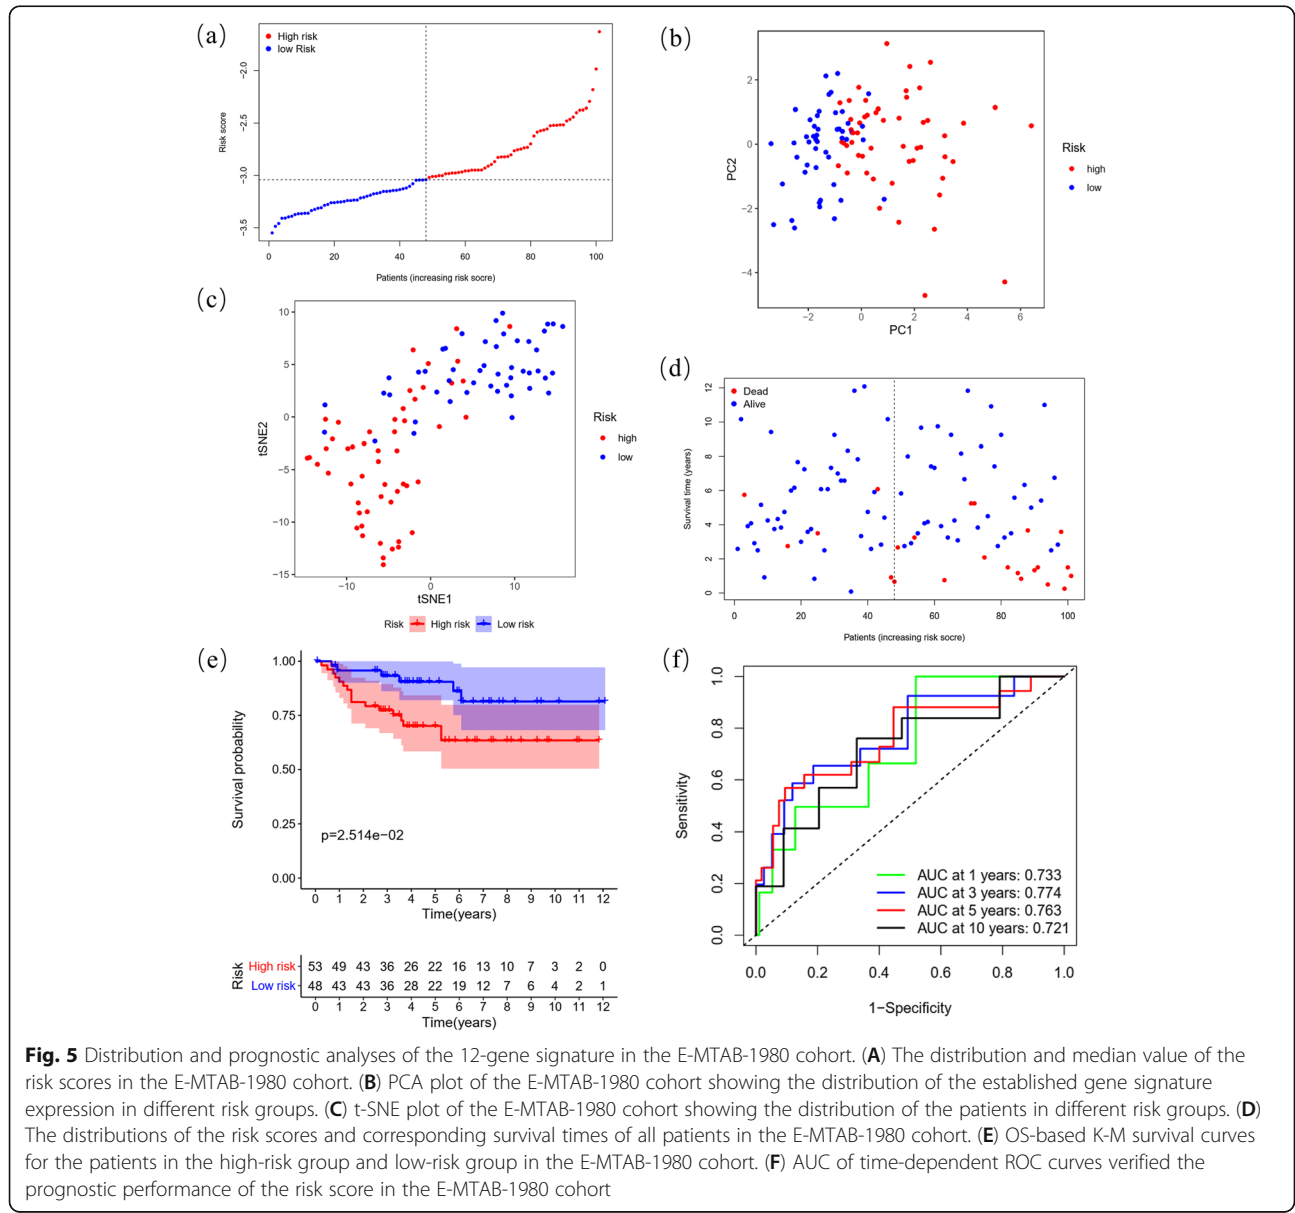 (a)
High risk
low Risk
Risk score
−2.0
−2.5
−3.0
−3.5
0 20 40 60 80 100
Patients (increasing risk socre)
(b)
PC2
2
0
−2
−4
−2 0 2 4 6
PC1
Risk
high
low
(c)
tSNE2
10
5
0
−5
−10
−15
−10 0 10
tSNE1
Risk
high
low
(d)
Dead
Alive
Survival time (years)
12
10
8
6
4
2
0
0 20 40 60 80 100
Patients (increasing risk socre)
(e)
Risk High risk Low risk
Survival probability
1.00
0.75
0.50
0.25
0.00
p=2.514e−02
0 1 2 3 4 5 6 7 8 9 10 11 12
Time(years)
Risk
High risk 53 49 43 36 26 22 16 13 10 7 3 2 0
Low risk 48 43 43 36 28 22 19 12 7 6 4 2 1
0 1 2 3 4 5 6 7 8 9 10 11 12
Time(years)
(f)
Sensitivity
1.0
0.8
0.6
0.4
0.2
0.0
AUC at 1 years: 0.733
AUC at 3 years: 0.774
AUC at 5 years: 0.763
AUC at 10 years: 0.721
0.0 0.2 0.4 0.6 0.8 1.0
1−Specificity
Fig. 5 Distribution and prognostic analyses of the 12-gene signature in the E-MTAB-1980 cohort. (A) The distribution and median value of the
risk scores in the E-MTAB-1980 cohort. (B) PCA plot of the E-MTAB-1980 cohort showing the distribution of the established gene signature
expression in different risk groups. (C) t-SNE plot of the E-MTAB-1980 cohort showing the distribution of the patients in different risk groups. (D)
The distributions of the risk scores and corresponding survival times of all patients in the E-MTAB-1980 cohort. (E) OS-based K-M survival curves
for the patients in the high-risk group and low-risk group in the E-MTAB-1980 cohort. (F) AUC of time-dependent ROC curves verified the
prognostic performance of the risk score in the E-MTAB-1980 cohort